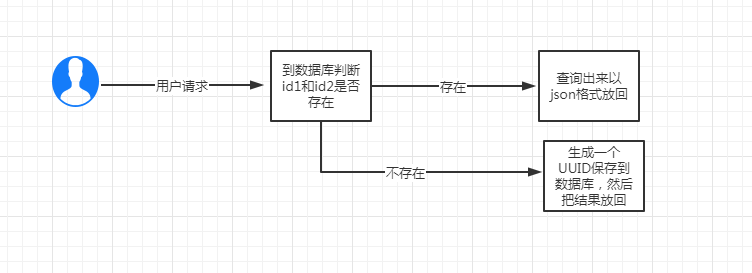 用户请求
到数据库判断
id1和id2是否
存在
存在
查询出来以
json格式放回
不存在
生成一个
UUID保存到
数据库，然后
把结果放回